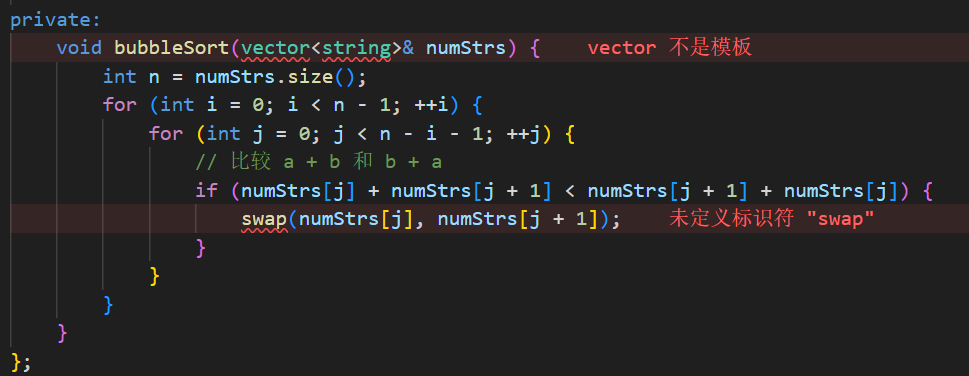 private:
    void bubbleSort(vector<string>& numStrs) {    vector 不是模板
        int n = numStrs.size();
        for (int i = 0; i < n - 1; ++i) {
            for (int j = 0; j < n - i - 1; ++j) {
                // 比较 a + b 和 b + a
                if (numStrs[j] + numStrs[j + 1] < numStrs[j + 1] + numStrs[j]) {
                    swap(numStrs[j], numStrs[j + 1]);    未定义标识符 "swap"
                }
            }
        }
    }
};